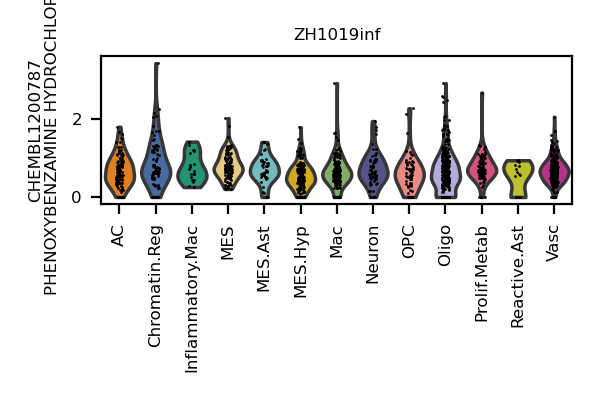 ZH1019inf
CHEMBL1200787
PHENOXYBENZAMINE HYDROCHLOR
2
0
AC
Chromatin.Reg
Inflammatory.Mac
MES
MES.Ast
MES.Hyp
Mac
Neuron
OPC
Oligo
Prolif.Metab
Reactive.Ast
Vasc